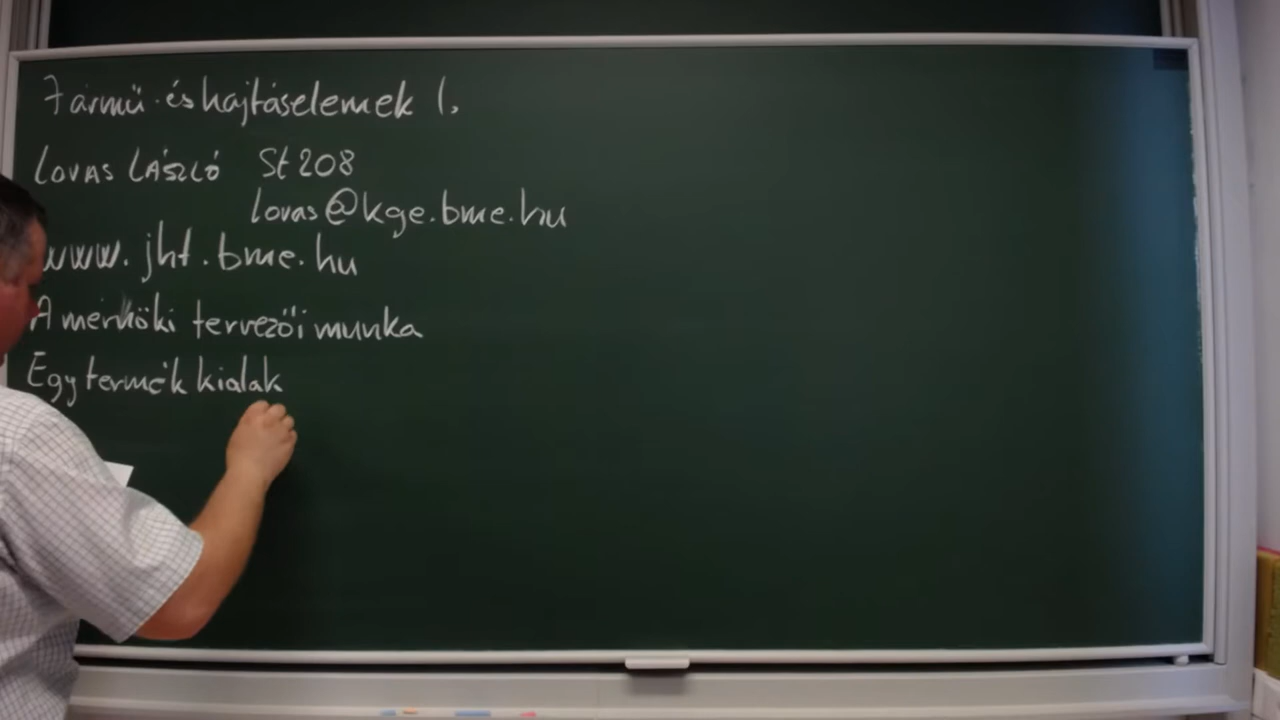 Jármü- és hajtáselemek I.
LOVAS LÁSZLÓ St 208
lovas@kge.bme.hu
www.jht.bme.hu
A mérnöki tervezői munka
Egy termék kialak